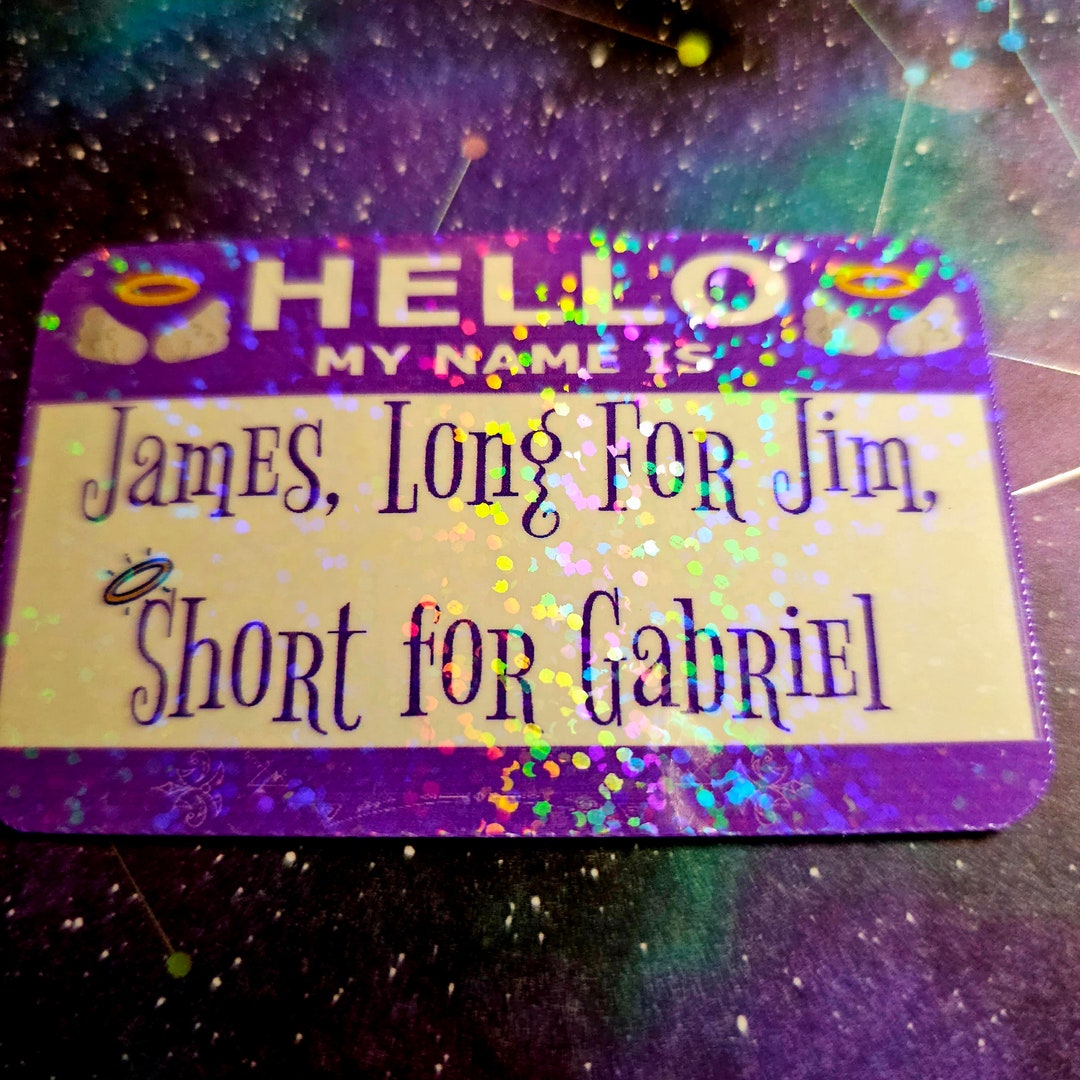 HELLO
MY NAME IS
James, Long For Jim,
Short for Gabriel